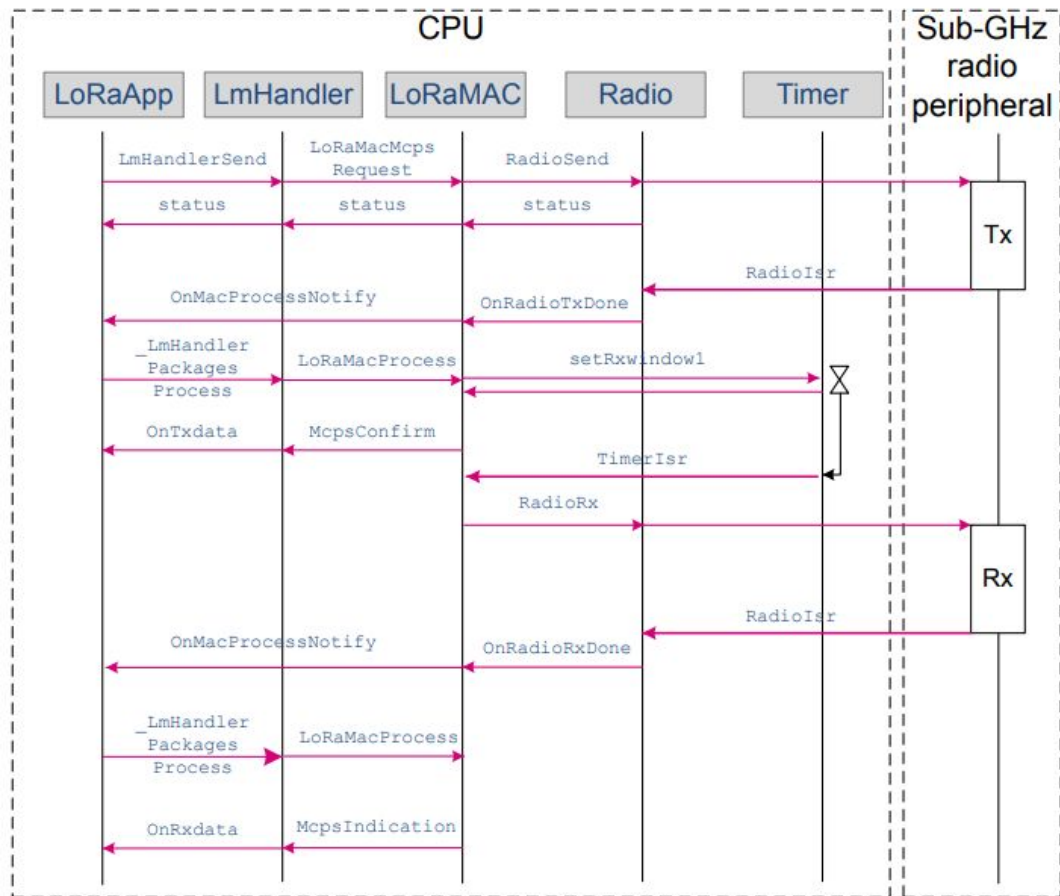 CPU
Sub-GHz
radio
peripheral
LoRaApp
LmHandler
LoRaMAC
Radio
Timer
LmHandlerSend
LoRaMacMcps
Request
RadioSend
status
status
status
Tx
RadioIsr
OnMacProcessNotify
OnRadioTxDone
_LmHandler
Packages
Process
LoRaMacProcess
setRxwindow1
OnTxdata
McpsConfirm
TimerIsr
RadioRx
Rx
RadioIsr
OnMacProcessNotify
OnRadioRxDone
_LmHandler
Packages
Process
LoRaMacProcess
OnRxdata
McpsIndication